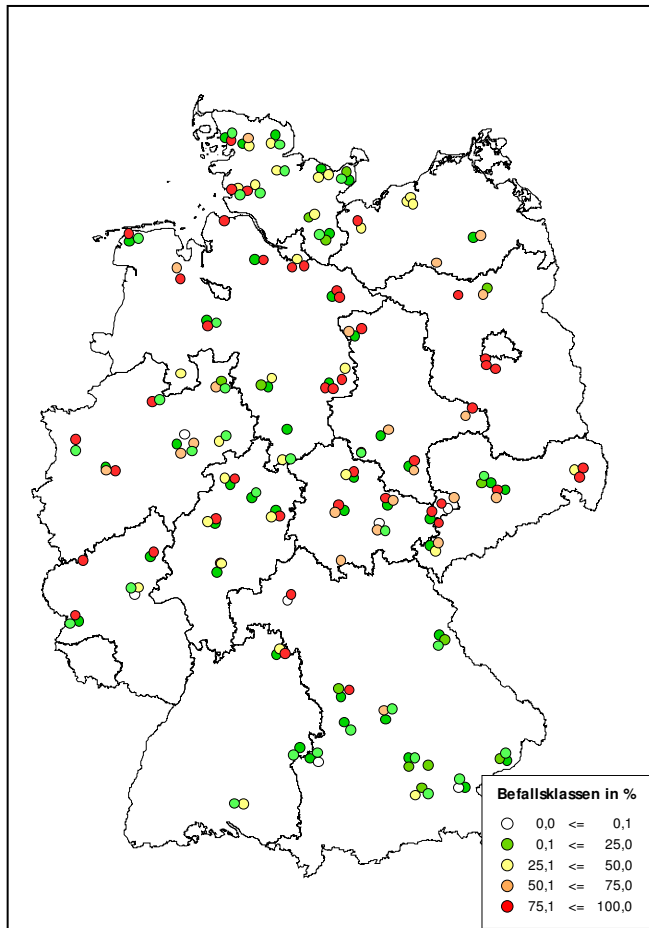 Befallsklassen in %
0,0 <= 0,1
0,1 <= 25,0
25,1 <= 50,0
50,1 <= 75,0
75,1 <= 100,0